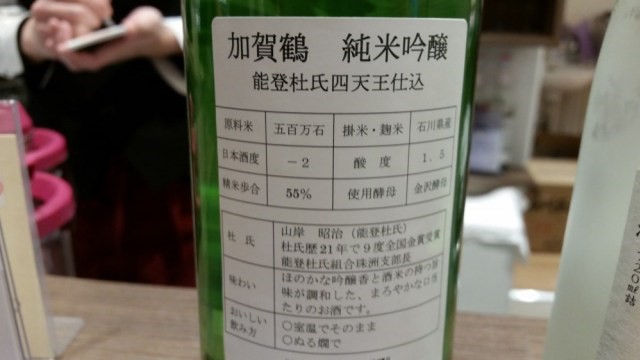 加賀鶴 純米吟醸
能登杜氏四天王仕込
原料米 五百万石 掛米・麹米 石川県産
日本酒度 －2 酸度 1.5
精米歩合 55% 使用酵母 金沢酵母
杜氏 山岸 昭治（能登杜氏）
杜氏歴21年で9度全国金賞受賞
能登杜氏組合珠洲支部長
味わい ほのかな吟醸香と酒米の持つ旨
味が調和した、まろやかな口当
たりのお酒です。
おいしい
飲み方
○室温でそのまま
○ぬる燗で